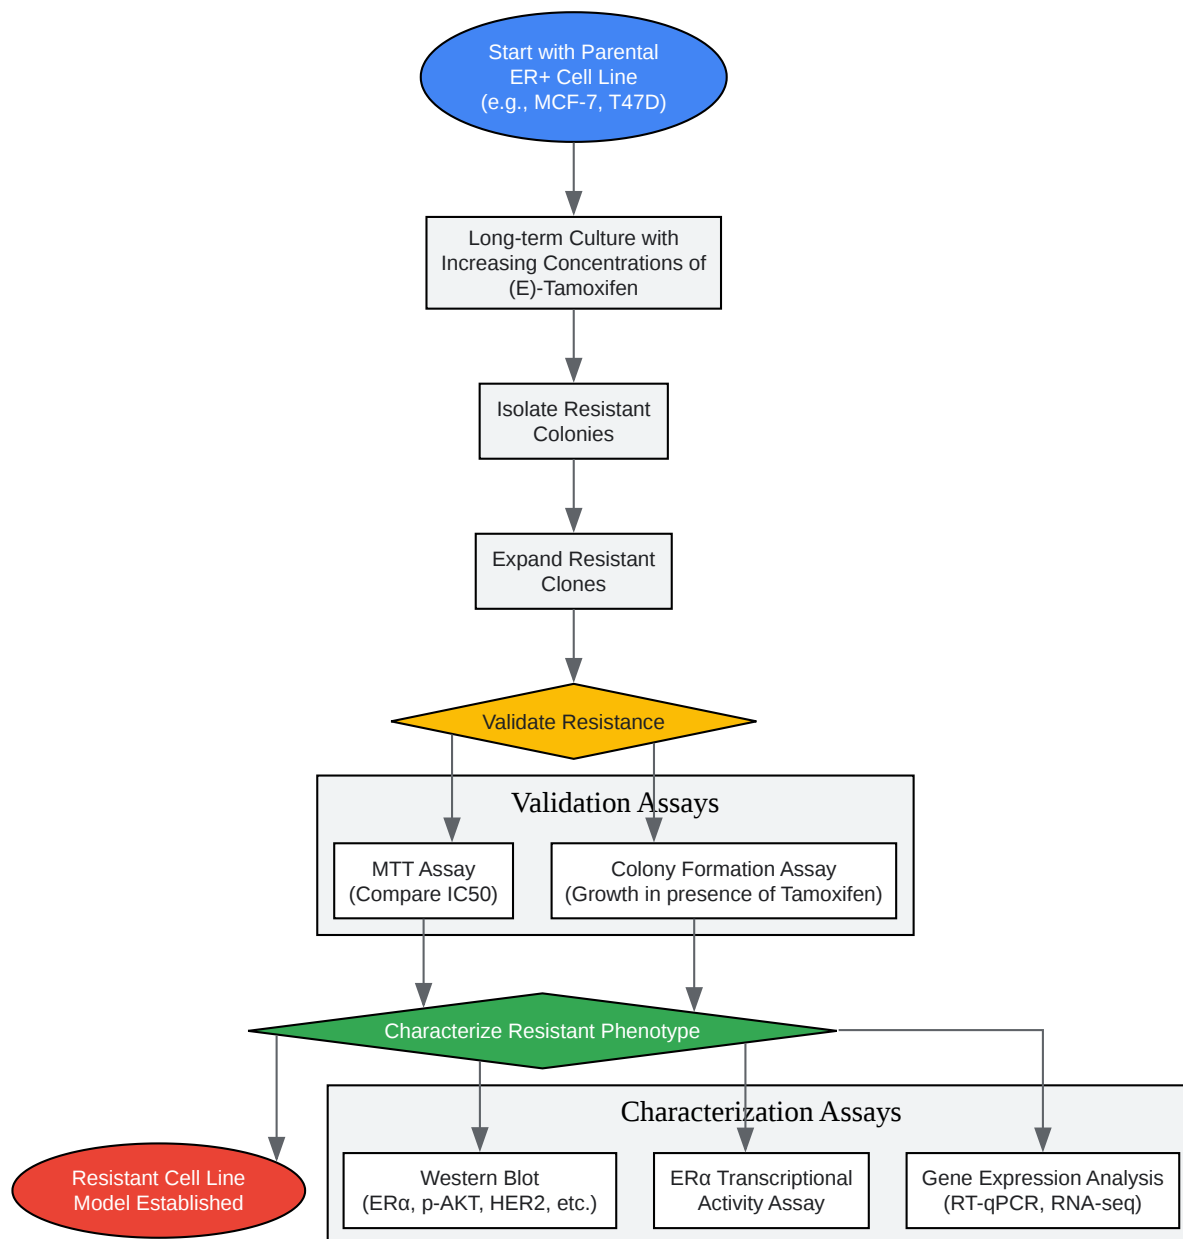 Start with Parental
ER+ Cell Line
(e.g., MCF-7, T47D)
Long-term Culture with
Increasing Concentrations of
(E)-Tamoxifen
Isolate Resistant
Colonies
Expand Resistant
Clones
Validate Resistance
Validation Assays
MTT Assay
(Compare IC50)
Colony Formation Assay
(Growth in presence of Tamoxifen)
Characterize Resistant Phenotype
Characterization Assays
Resistant Cell Line
Model Established
Western Blot
(ERα, p-AKT, HER2, etc.)
ERα Transcriptional
Activity Assay
Gene Expression Analysis
(RT-qPCR, RNA-seq)